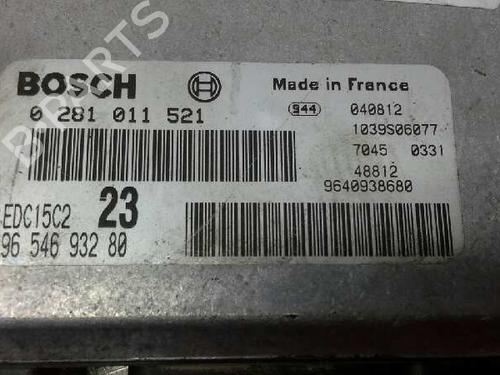 BOSCH
Made in France
0 281 011 521
944 040812
1039S06077
7045 0331
48812
9640938680
EDC15C2 23
96 546 932 80
BPARTS